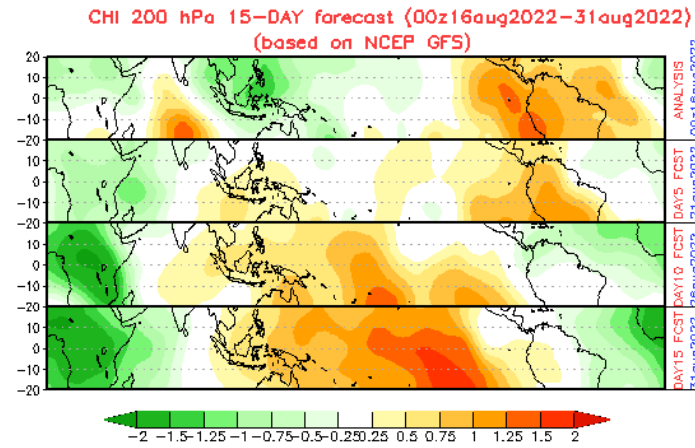 CHI 200 hPa 15-DAY forecast (00z16aug2022-31aug2022)
(based on NCEP GFS)
20
10
0
-10
-20
ANALYSIS
20
10
0
-10
-20
DAY5 FCST
20
10
0
-10
-20
DAY10 FCST
20
10
0
-10
-20
DAY15 FCST
-2 -1.5 -1.25 -1 -0.75 -0.5 -0.25 0.25 0.5 0.75 1 1.25 1.5 2